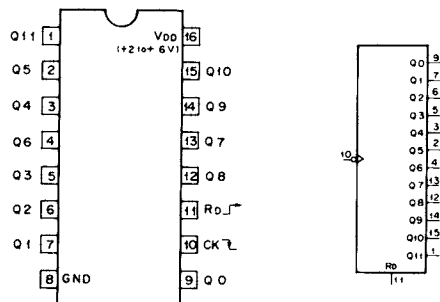 Q11 1 VDD 16
(+2 to + 6V)
Q5 2 15 Q10
Q4 3 14 Q9
Q6 4 13 Q7
Q3 5 12 Q8
Q2 6 11 RD
Q1 7 10 CK
8 GND 9 Q0
Q0 9
Q1 7
Q2 6
Q3 5
Q4 3
10 Q5 2
Q6 4
Q7 13
Q8 12
Q9 14
Q10 15
Q11 1
RD
11